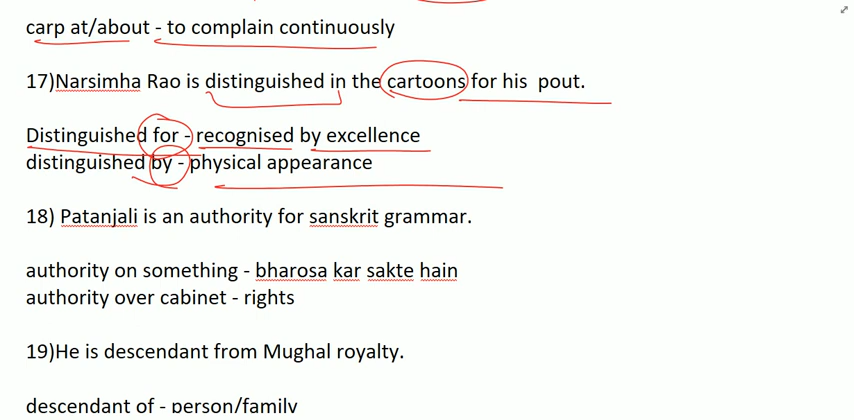 carp at/about - to complain continuously
17)Narsimha Rao is distinguished in the cartoons for his  pout.
Distinguished for - recognised by excellence
distinguished by - physical appearance
18) Patanjali is an authority for sanskrit grammar.
authority on something - bharosa kar sakte hain
authority over cabinet - rights
19)He is descendant from Mughal royalty.
descendant of - person/family